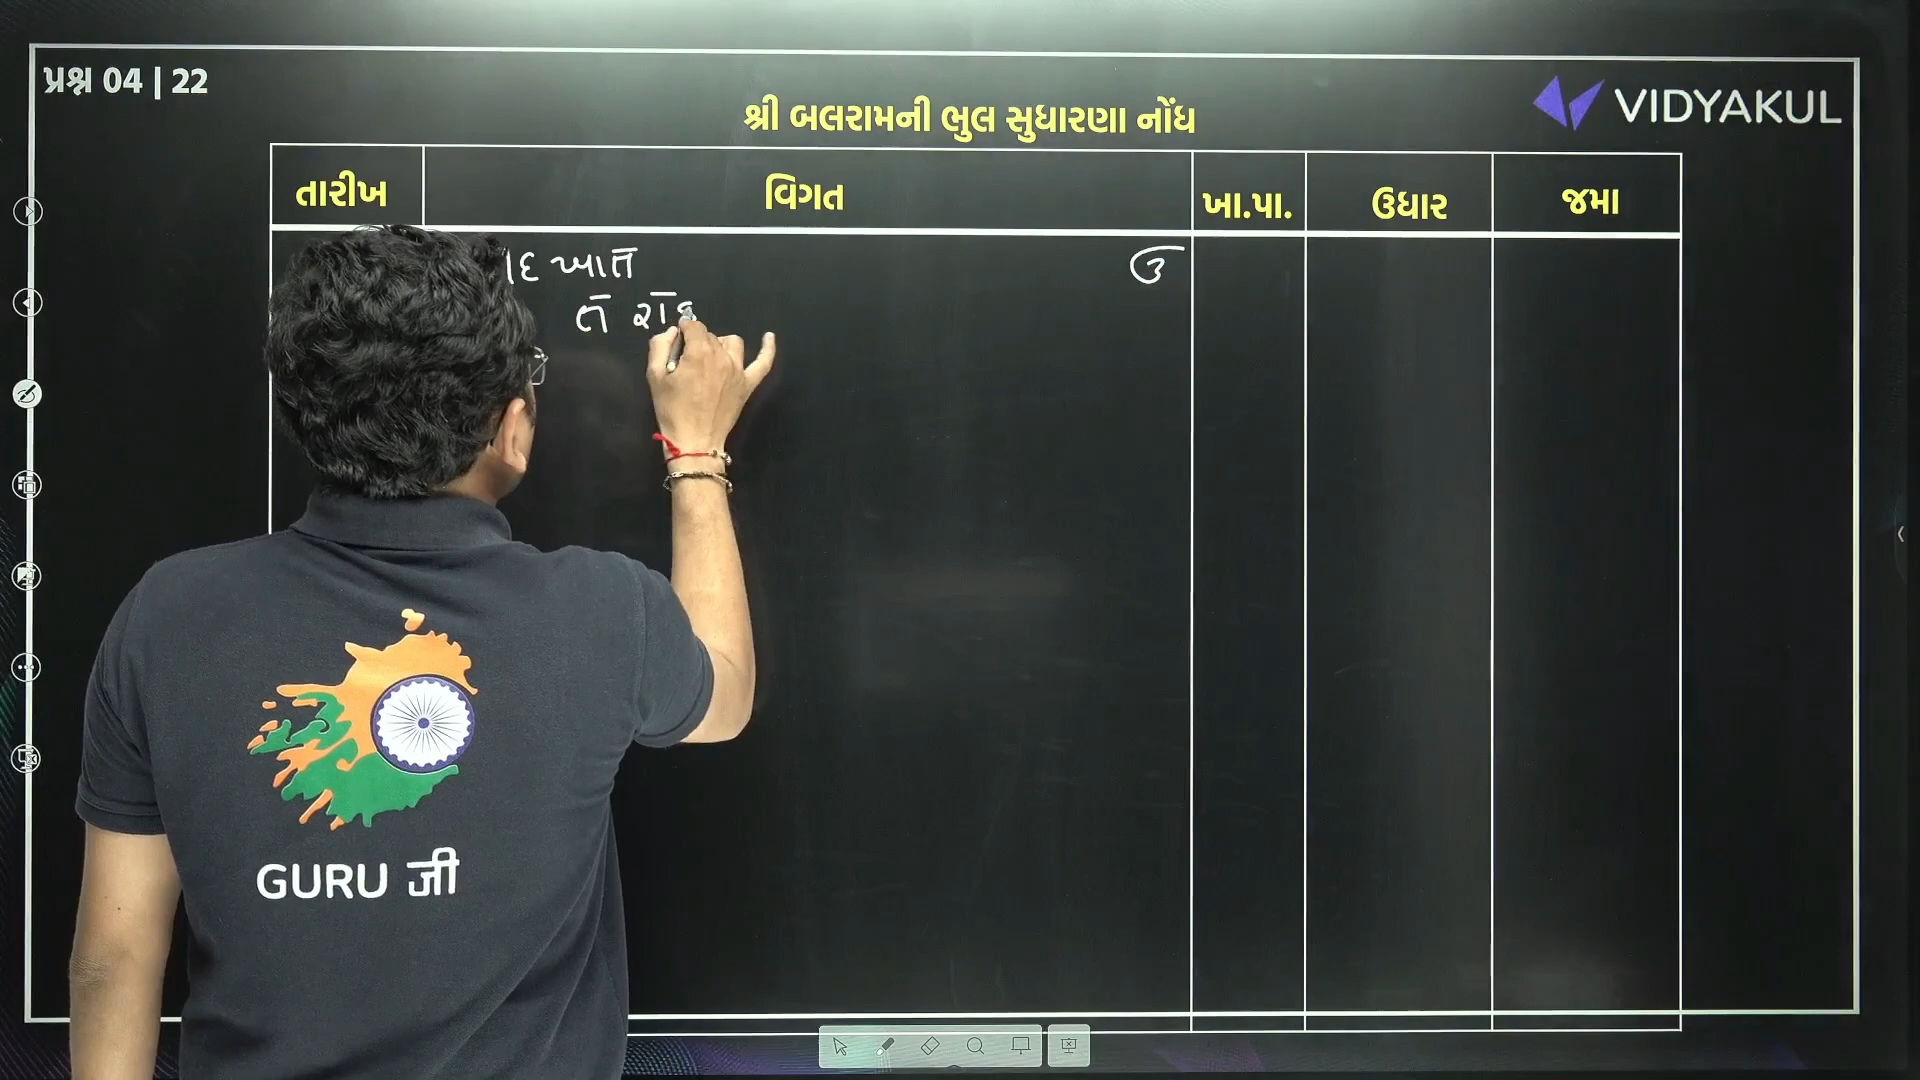 પ્રશ્ન 04 | 22
VIDYAKUL
શ્રી બલરામની ભુલ સુધારણા નોંધ
તારીખ વિગત ખા.પા. ઉધાર જમા
ખાતે ઉ
તે
GURU जी